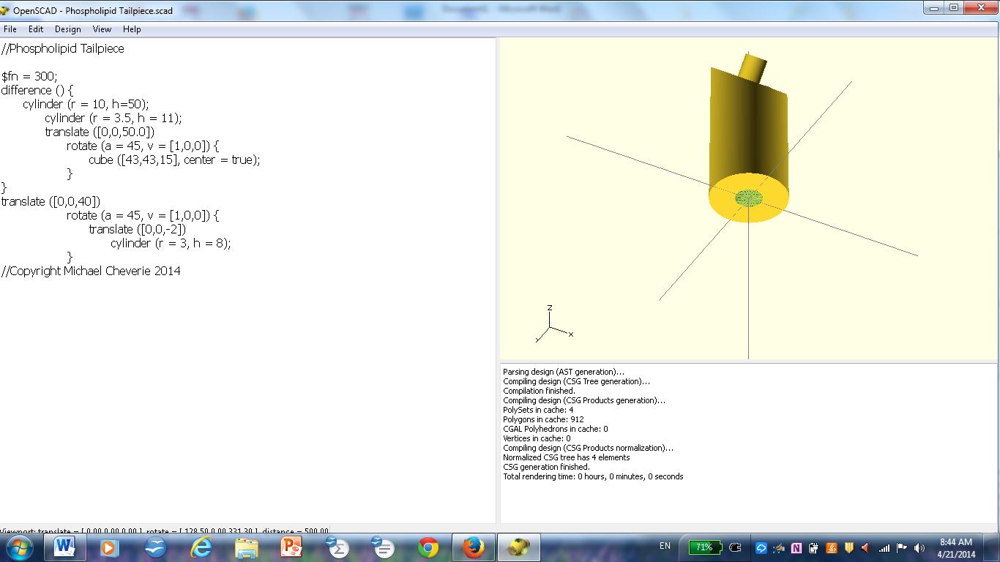 OpenSCAD - Phospholipid Tailpiece.scad
File Edit Design View Help
//Phospholipid Tailpiece
$fn = 300;
difference () {
cylinder (r = 10, h=50);
cylinder (r = 3.5, h = 11);
translate ([0,0,50.0])
rotate (a = 45, v = [1,0,0]) {
cube ([43,43,15], center = true);
}
}
translate ([0,0,40])
rotate (a = 45, v = [1,0,0]) {
translate ([0,0,-2])
cylinder (r = 3, h = 8);
}
//Copyright Michael Cheverie 2014
Z
Y
X
Parsing design (AST generation)...
Compiling design (CSG Tree generation)...
Compilation finished.
Compiling design (CSG Products generation)...
PolySets in cache: 4
Polygons in cache: 912
CGAL Polyhedrons in cache: 0
Vertices in cache: 0
Compiling design (CSG Products normalization)...
Normalized CSG tree has 4 elements
CSG generation finished.
Total rendering time: 0 hours, 0 minutes, 0 seconds
Viewport: translate = [ 0.00 0.00 0.00 ], rotate = [ 128.50 0.00 331.30 ], distance = 500.00
EN
71%
8:44 AM
4/21/2014